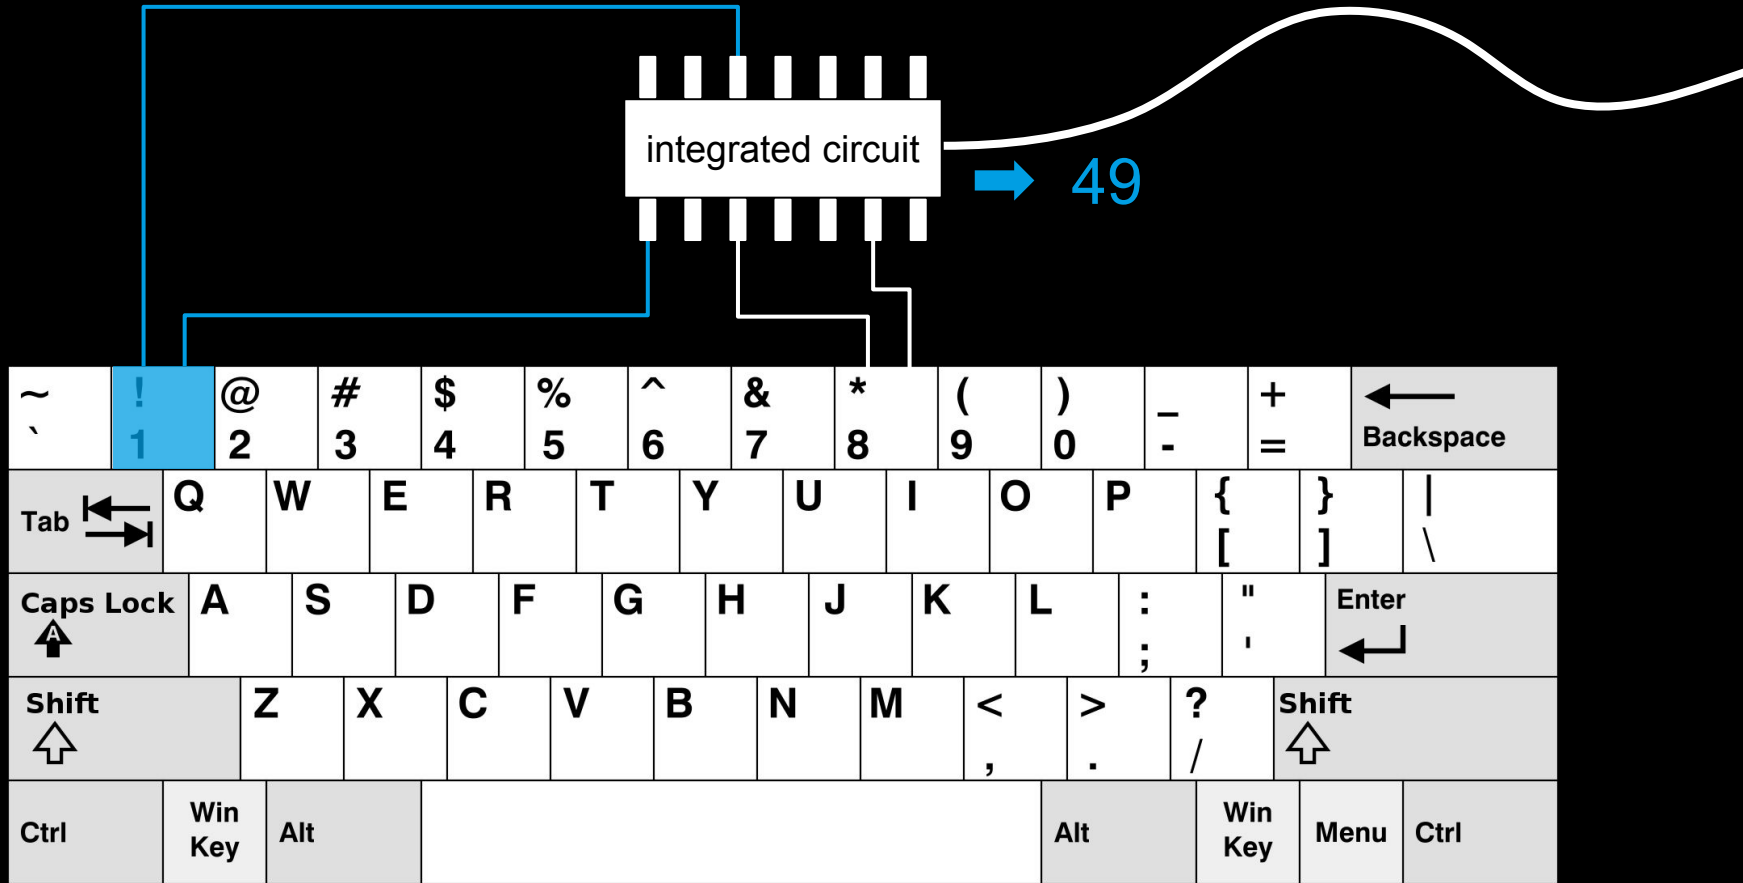 integrated circuit
49
~ ! @ # $ % ^ & * ( ) _ +
` 1 2 3 4 5 6 7 8 9 0 - = Backspace
Tab Q W E R T Y U I O P { } |
[ ] \
Caps Lock A S D F G H J K L : " Enter
A ; '
Shift Z X C V B N M < > ? Shift
, . /
Ctrl Win Key Alt Alt Win Key Menu Ctrl